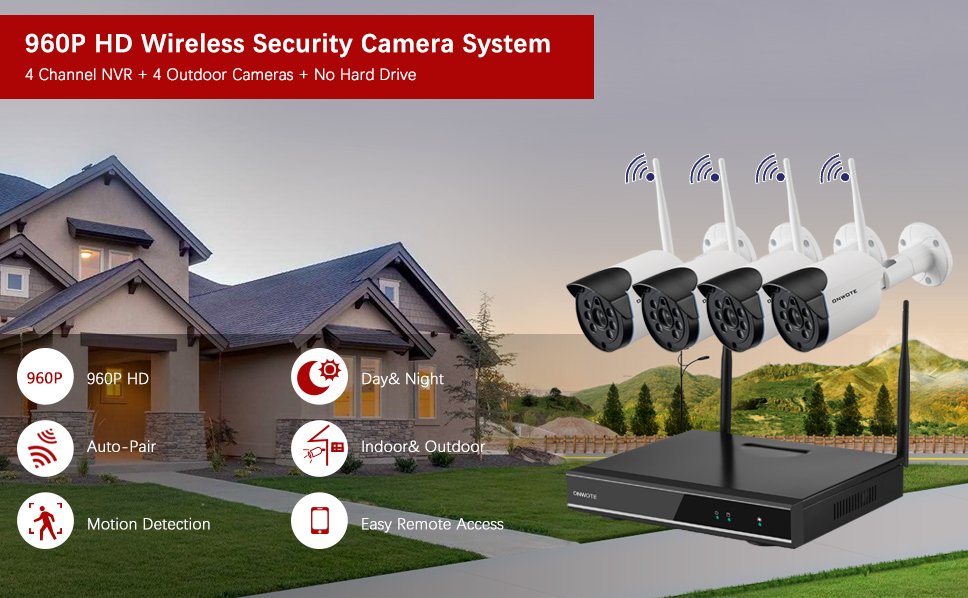 960P HD Wireless Security Camera System
4 Channel NVR + 4 Outdoor Cameras + No Hard Drive
ONWOTE
960P
960P HD
Day& Night
Auto-Pair
Indoor& Outdoor
Motion Detection
Easy Remote Access
ONWOTE